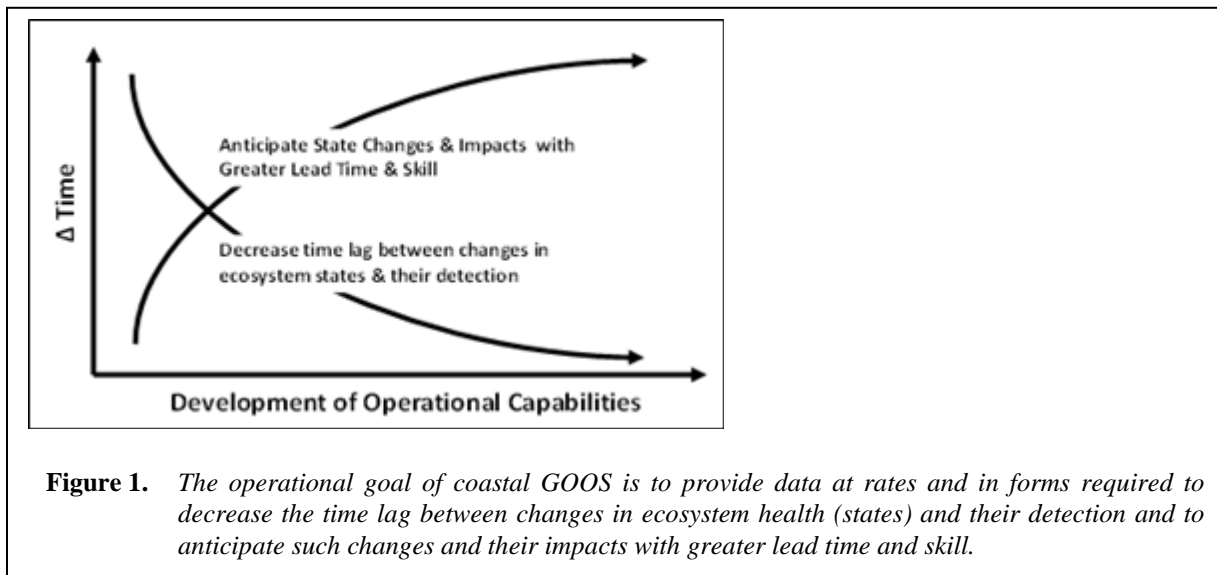 Δ Time
Anticipate State Changes & Impacts with
Greater Lead Time & Skill
Decrease time lag between changes in
ecosystem states & their detection
Development of Operational Capabilities
Figure 1. The operational goal of coastal GOOS is to provide data at rates and in forms required to
decrease the time lag between changes in ecosystem health (states) and their detection and to
anticipate such changes and their impacts with greater lead time and skill.